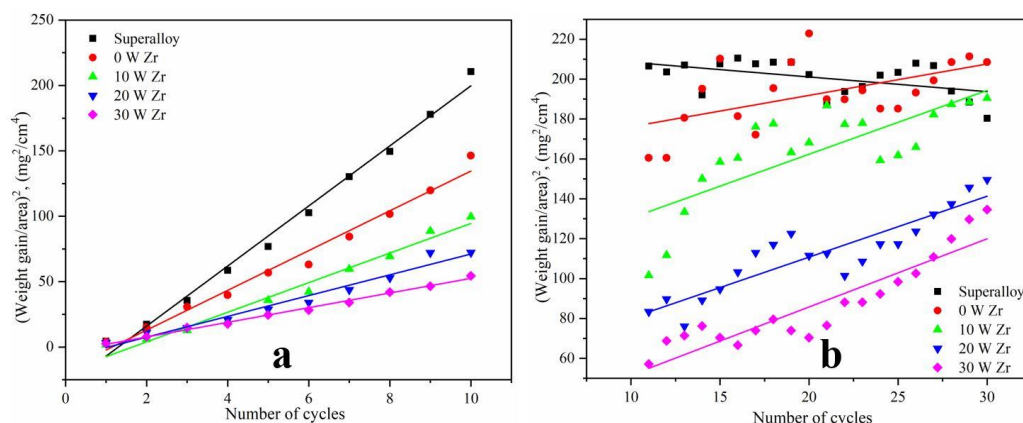 250
200
150
100
50
0
0
2
4
6
8
10
(Weight gain/area)², (mg²/cm⁴)
Number of cycles
Superalloy
0 W Zr
10 W Zr
20 W Zr
30 W Zr
a
220
200
180
160
140
120
100
80
60
10
15
20
25
30
(Weight gain/area)², (mg²/cm⁴)
Number of cycles
Superalloy
0 W Zr
10 W Zr
20 W Zr
30 W Zr
b